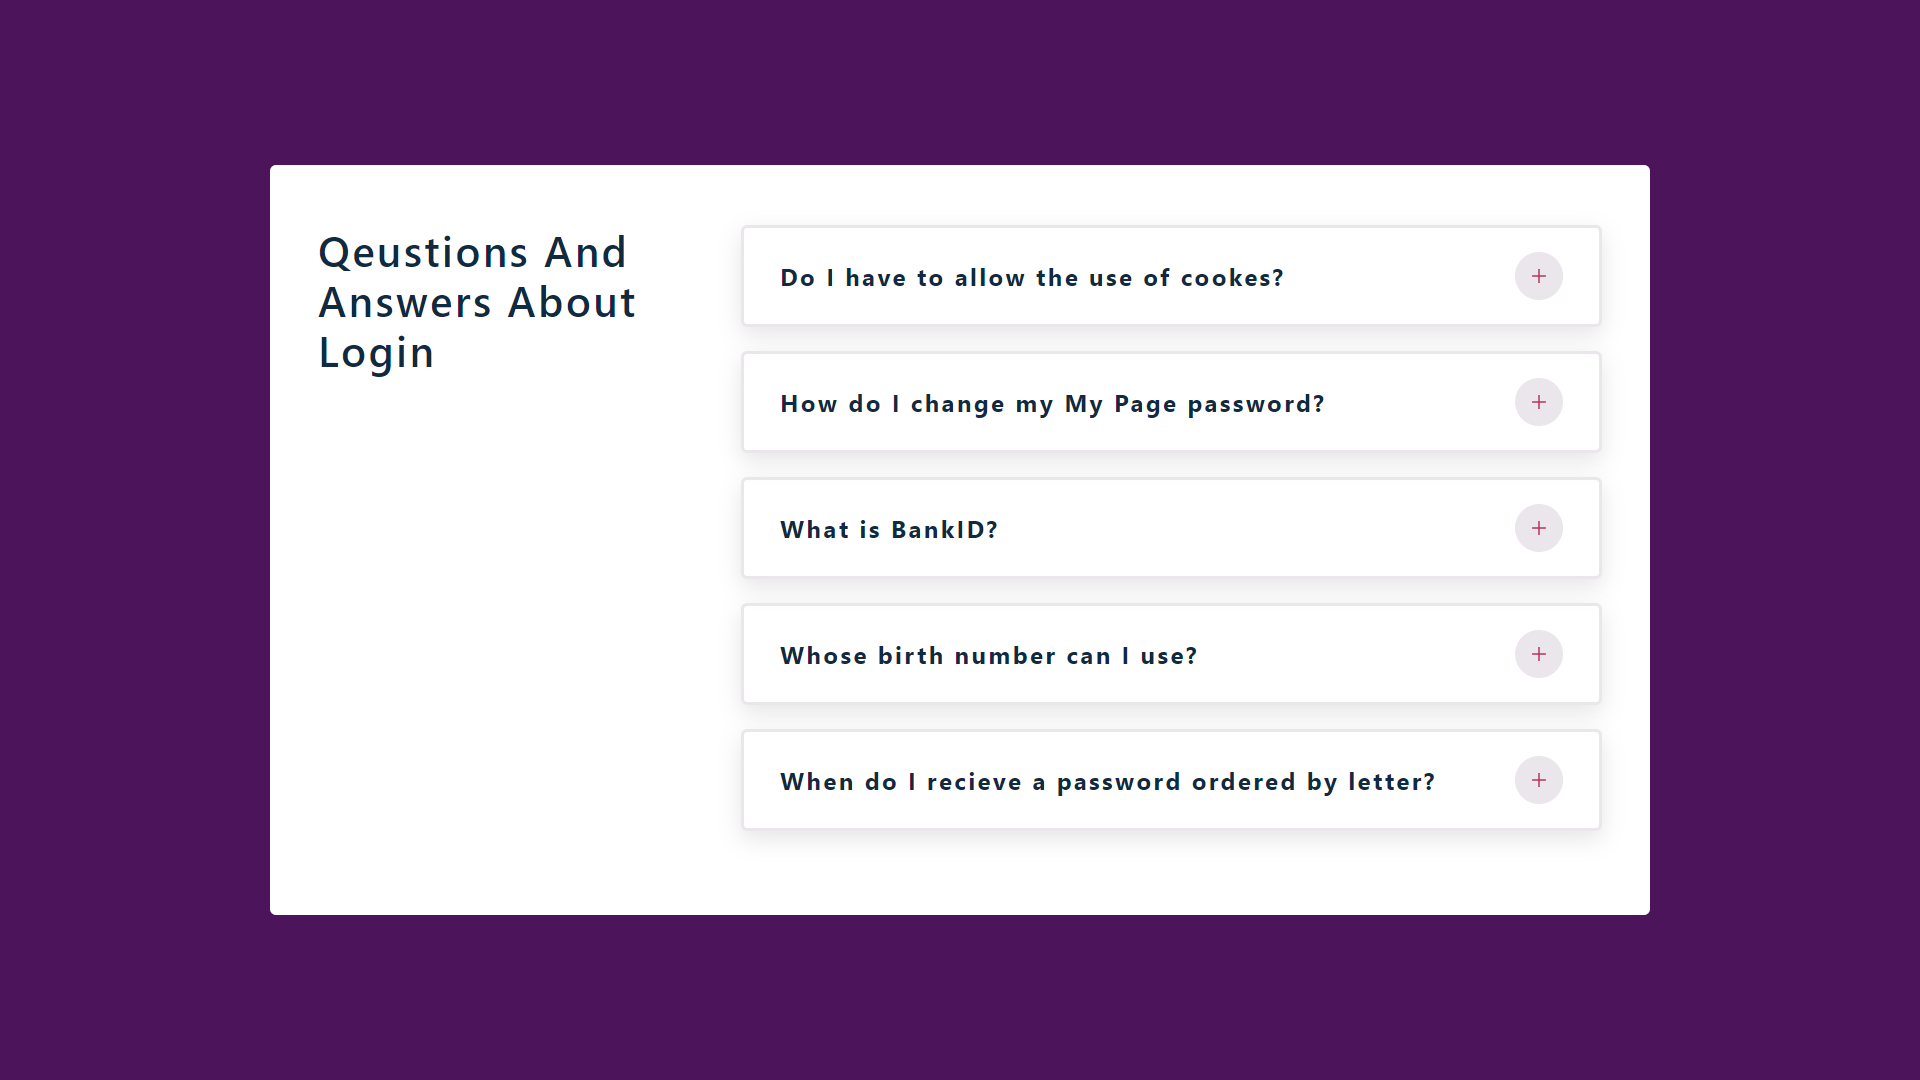 Qeustions And
Answers About
Login
Do I have to allow the use of cookes?
How do I change my My Page password?
What is BankID?
Whose birth number can I use?
When do I recieve a password ordered by letter?